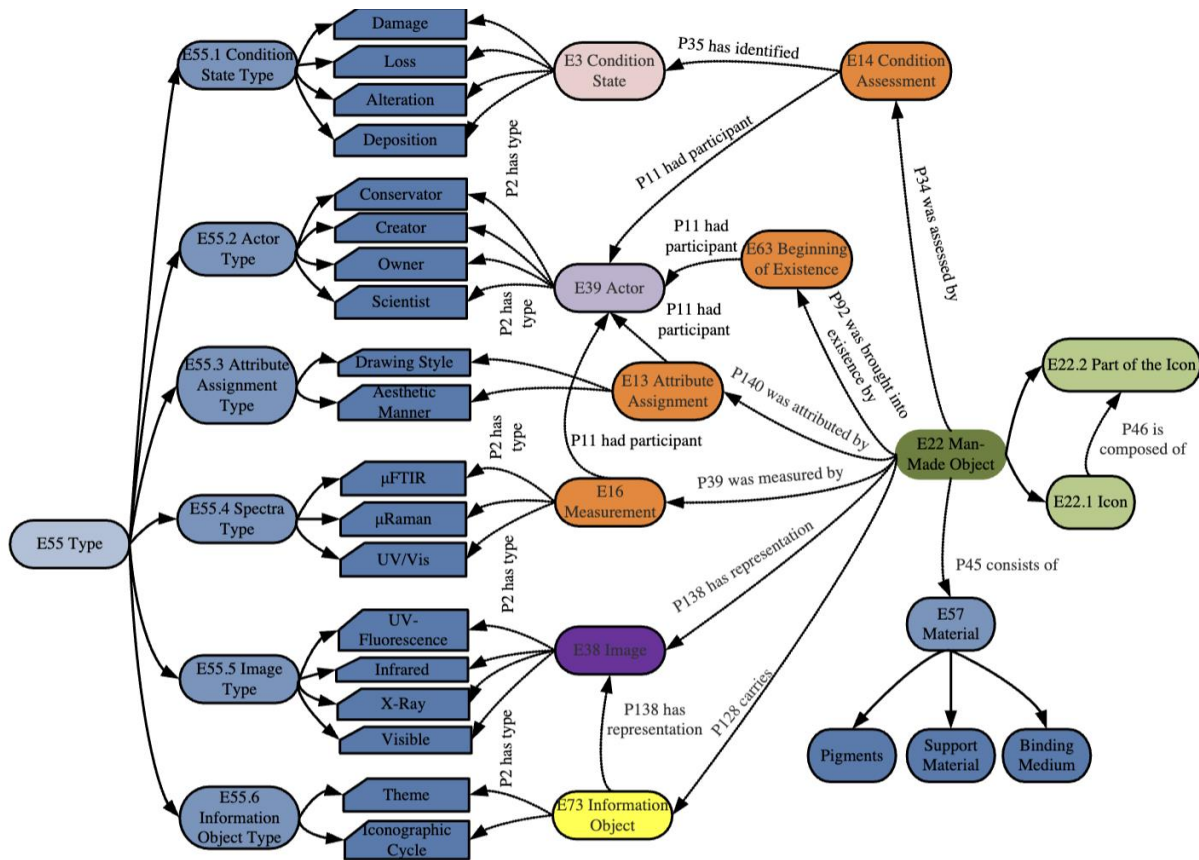 Damage
Loss
Alteration
Deposition
E55.1 Condition
State Type
E3 Condition
State
P35 has identified
E14 Condition
Assessment
P2 has type
P11 had participant
P34 was assessed by
Conservator
Creator
Owner
Scientist
E55.2 Actor
Type
E39 Actor
P11 had
participant
E63 Beginning
of Existence
P2 has
type
P11 had
participant
P92 was brought into
existence by
E55.3 Attribute
Assignment
Type
Drawing Style
Aesthetic
Manner
E13 Attribute
Assignment
P140 was attributed by
E22 Man-
Made Object
E22.2 Part of the Icon
P46 is
composed of
E22.1 Icon
P2 has
type
P11 had participant
P39 was measured by
µFTIR
µRaman
UV/Vis
E55.4 Spectra
Type
E16
Measurement
E55 Type
P2 has type
P138 has representation
P45 consists of
UV-
Fluorescence
Infrared
X-Ray
Visible
E55.5 Image
Type
E38 Image
E57
Material
P138 has
representation
P128 carries
Pigments
Support
Material
Binding
Medium
P2 has type
E55.6
Information
Object Type
Theme
Iconographic
Cycle
E73 Information
Object